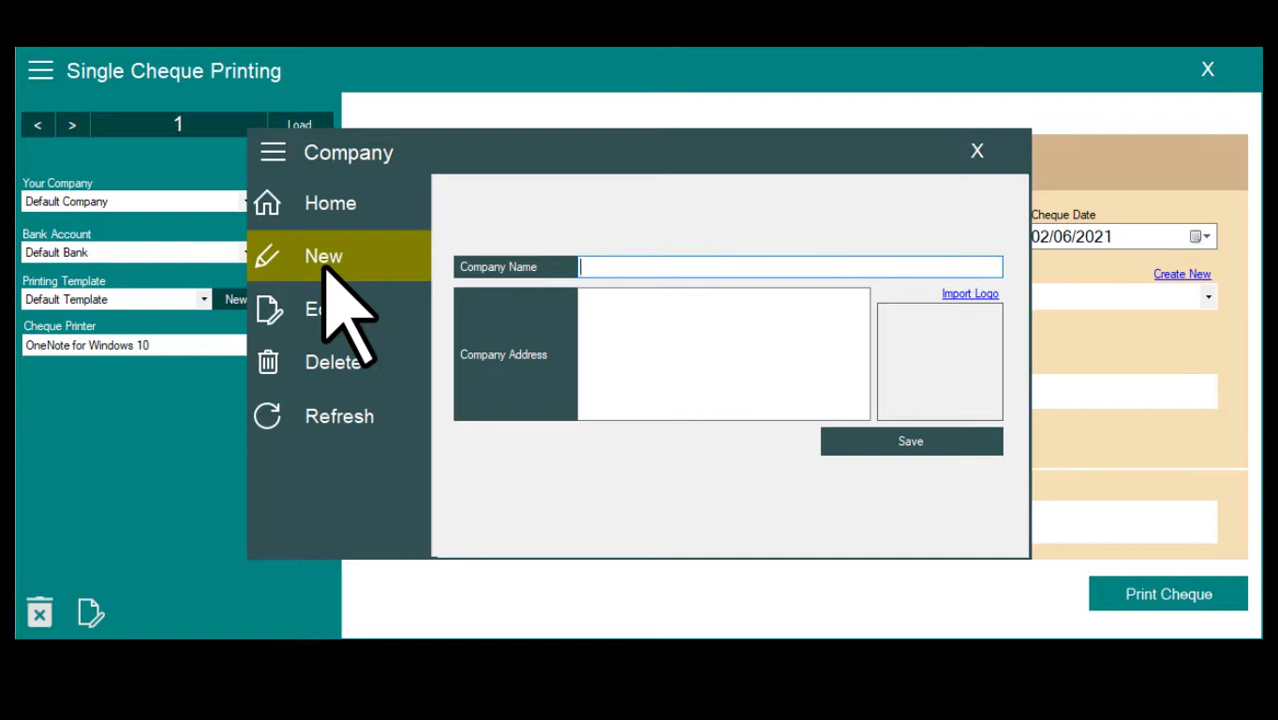 Single Cheque Printing
X
<
>
1
Load
Your Company
Default Company
Bank Account
Default Bank
Printing Template
Default Template
New
Cheque Printer
OneNote for Windows 10
Company
X
Home
New
Delete
Refresh
Company Name
Import Logo
Company Address
Save
Cheque Date
02/06/2021
Create New
Print Cheque